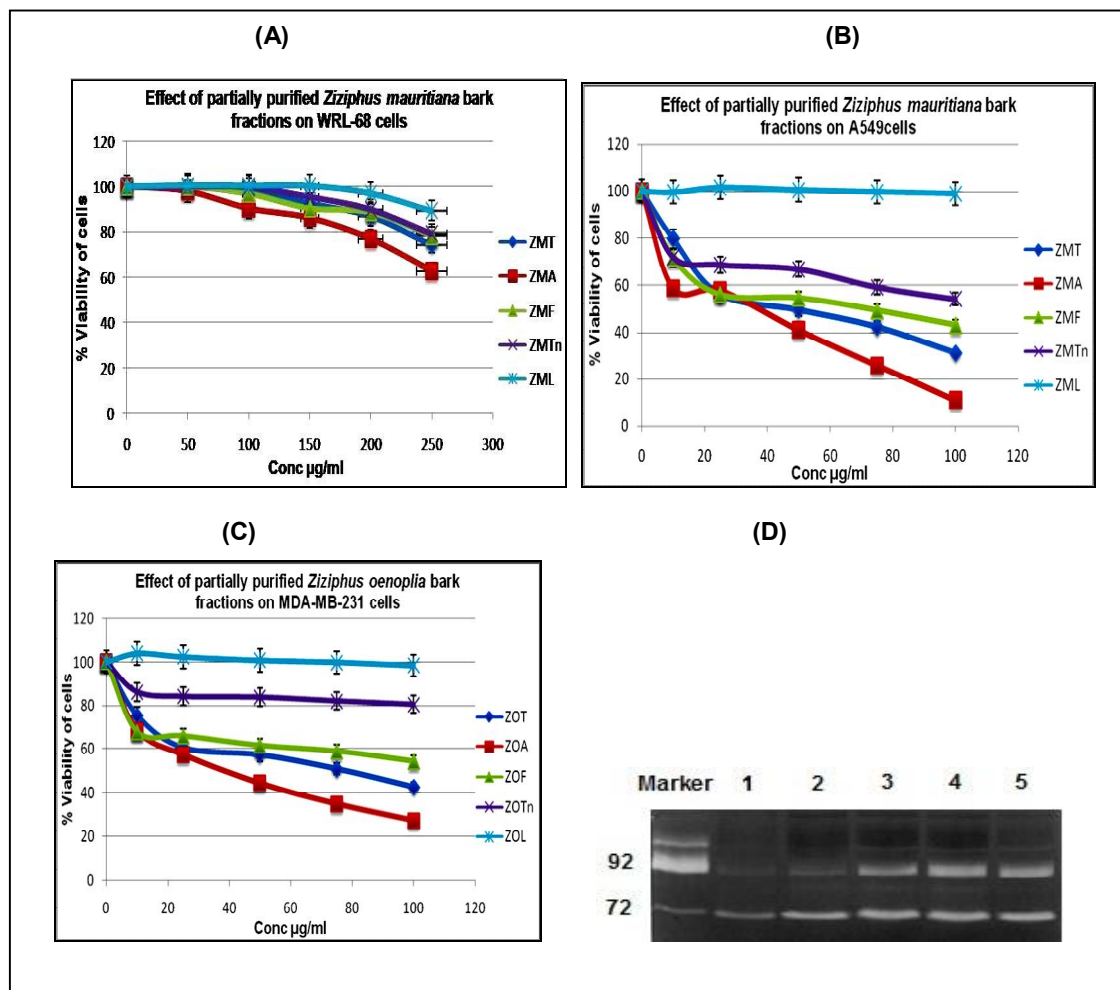 (A)
(B)
Effect of partially purified Ziziphus mauritiana bark
fractions on WRL-68 cells
120
100
80
60
40
20
0
% Viability of cells
0 50 100 150 200 250 300
Conc µg/ml
ZMT
ZMA
ZMF
ZMTn
ZML
Effect of partially purified Ziziphus mauritiana bark
fractions on A549cells
120
100
80
60
40
20
0
% Viability of cells
0 20 40 60 80 100 120
Conc µg/ml
ZMT
ZMA
ZMF
ZMTn
ZML
(C)
(D)
Effect of partially purified Ziziphus oenoplia bark
fractions on MDA-MB-231 cells
120
100
80
60
40
20
0
% Viability of cells
0 20 40 60 80 100 120
Conc µg/ml
ZOT
ZOA
ZOF
ZOTn
ZOL
Marker 1 2 3 4 5
92
72